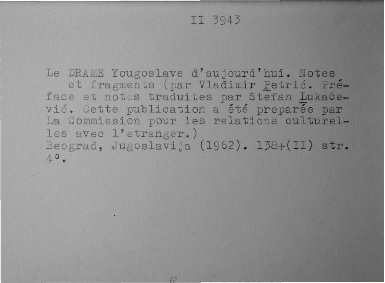 II 3943
Le DRAME Yougoslave d'aujourd'hui. Notes
et fragments (par Vladimir Petrić. Pré-
face et notes traduites par Stefan Lukače-
vić. Cette publication a été preparée par
La Commission pour les relations culturel-
les avec l'etranger.)
Beograd, Jugoslavija (1962). 138+(II) str.
4°.